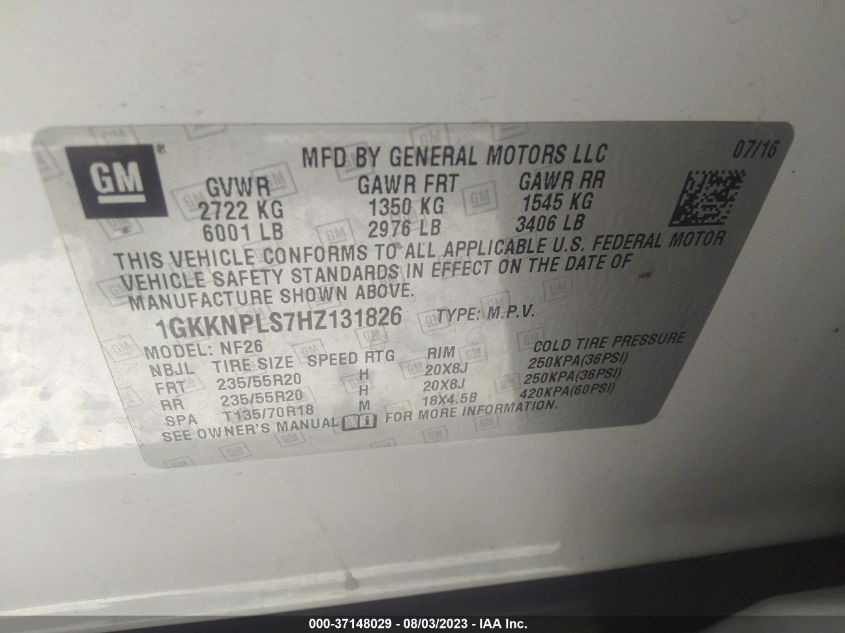 GM® MFD BY GENERAL MOTORS LLC 07/16
GVWR GAWR FRT GAWR RR
2722 KG 1350 KG 1545 KG
6001 LB 2976 LB 3406 LB
THIS VEHICLE CONFORMS TO ALL APPLICABLE U.S. FEDERAL MOTOR
VEHICLE SAFETY STANDARDS IN EFFECT ON THE DATE OF
MANUFACTURE SHOWN ABOVE.
1GKKNPLS7HZ131826 TYPE: M.P.V.
MODEL: NF26
NBJL TIRE SIZE SPEED RTG RIM COLD TIRE PRESSURE
FRT 235/55R20 H 20X8J 250KPA(36PSI)
RR 235/55R20 H 20X8J 250KPA(36PSI)
SPA T135/70R18 M 18X4.5B 420KPA(60PSI)
SEE OWNER'S MANUAL FOR MORE INFORMATION.
000-37148029 - 08/03/2023 - IAA Inc.